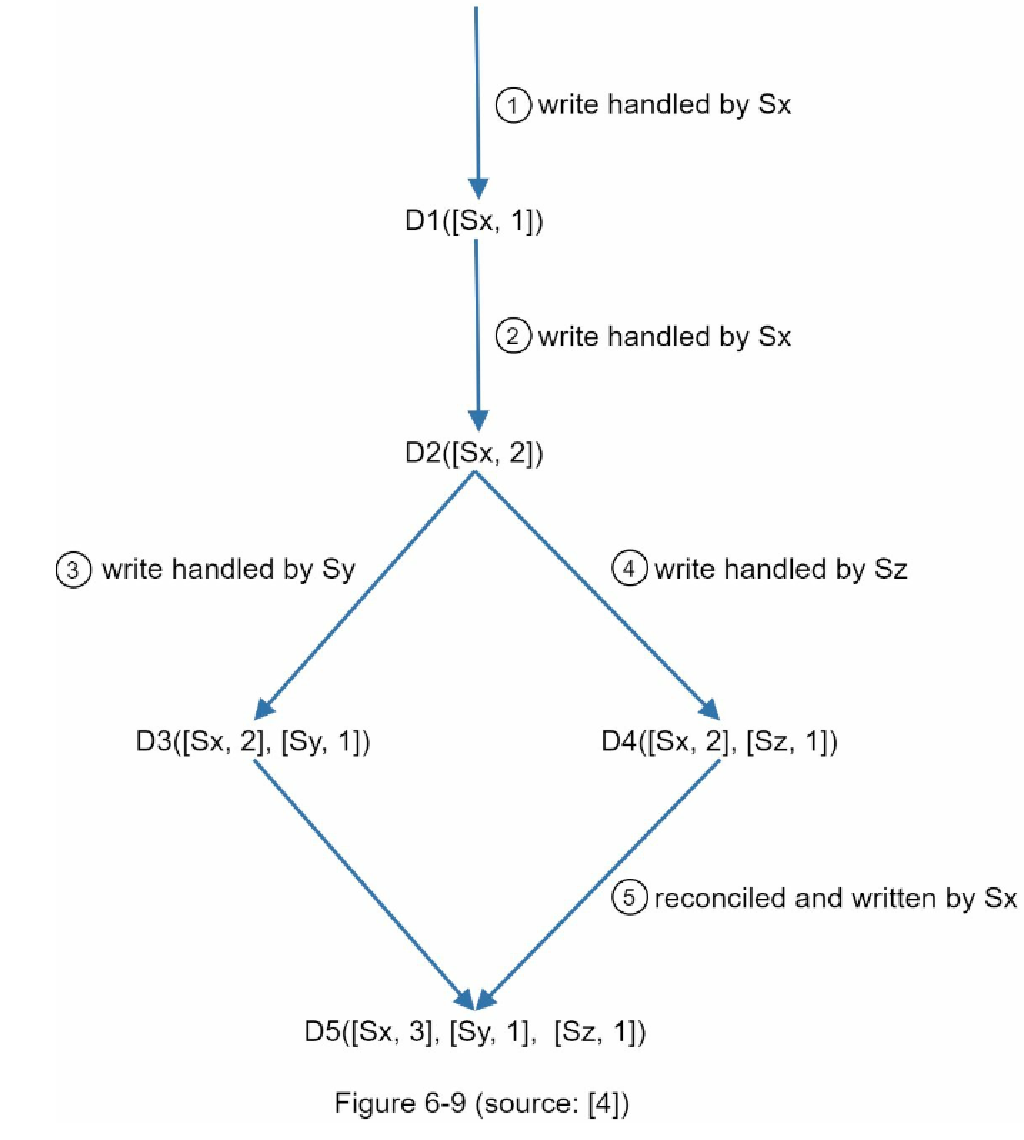 ① write handled by Sx
D1([Sx, 1])
② write handled by Sx
D2([Sx, 2])
③ write handled by Sy
④ write handled by Sz
D3([Sx, 2], [Sy, 1])
D4([Sx, 2], [Sz, 1])
⑤ reconciled and written by Sx
D5([Sx, 3], [Sy, 1], [Sz, 1])
Figure 6-9 (source: [4])